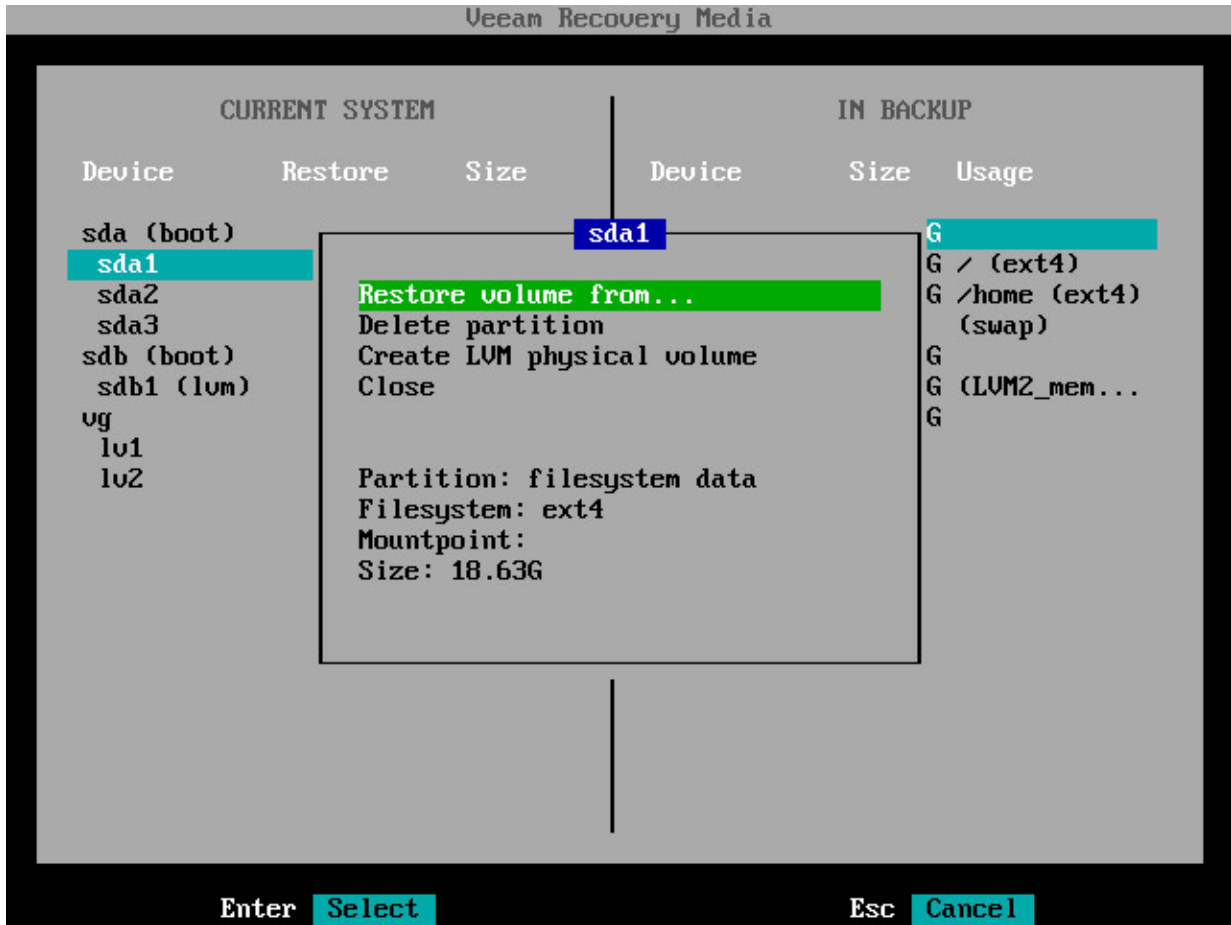 Veeam Recovery Media
CURRENT SYSTEM IN BACKUP
Device Restore Size Device Size Usage
sda (boot) G
sda1 G / (ext4)
sda2 G /home (ext4)
sda3 (swap)
sdb (boot) G
sdb1 (lvm) G (LVM2_mem...
vg G
lv1
lv2
sda1
Restore volume from...
Delete partition
Create LVM physical volume
Close
Partition: filesystem data
Filesystem: ext4
Mountpoint:
Size: 18.63G
Enter Select Esc Cancel